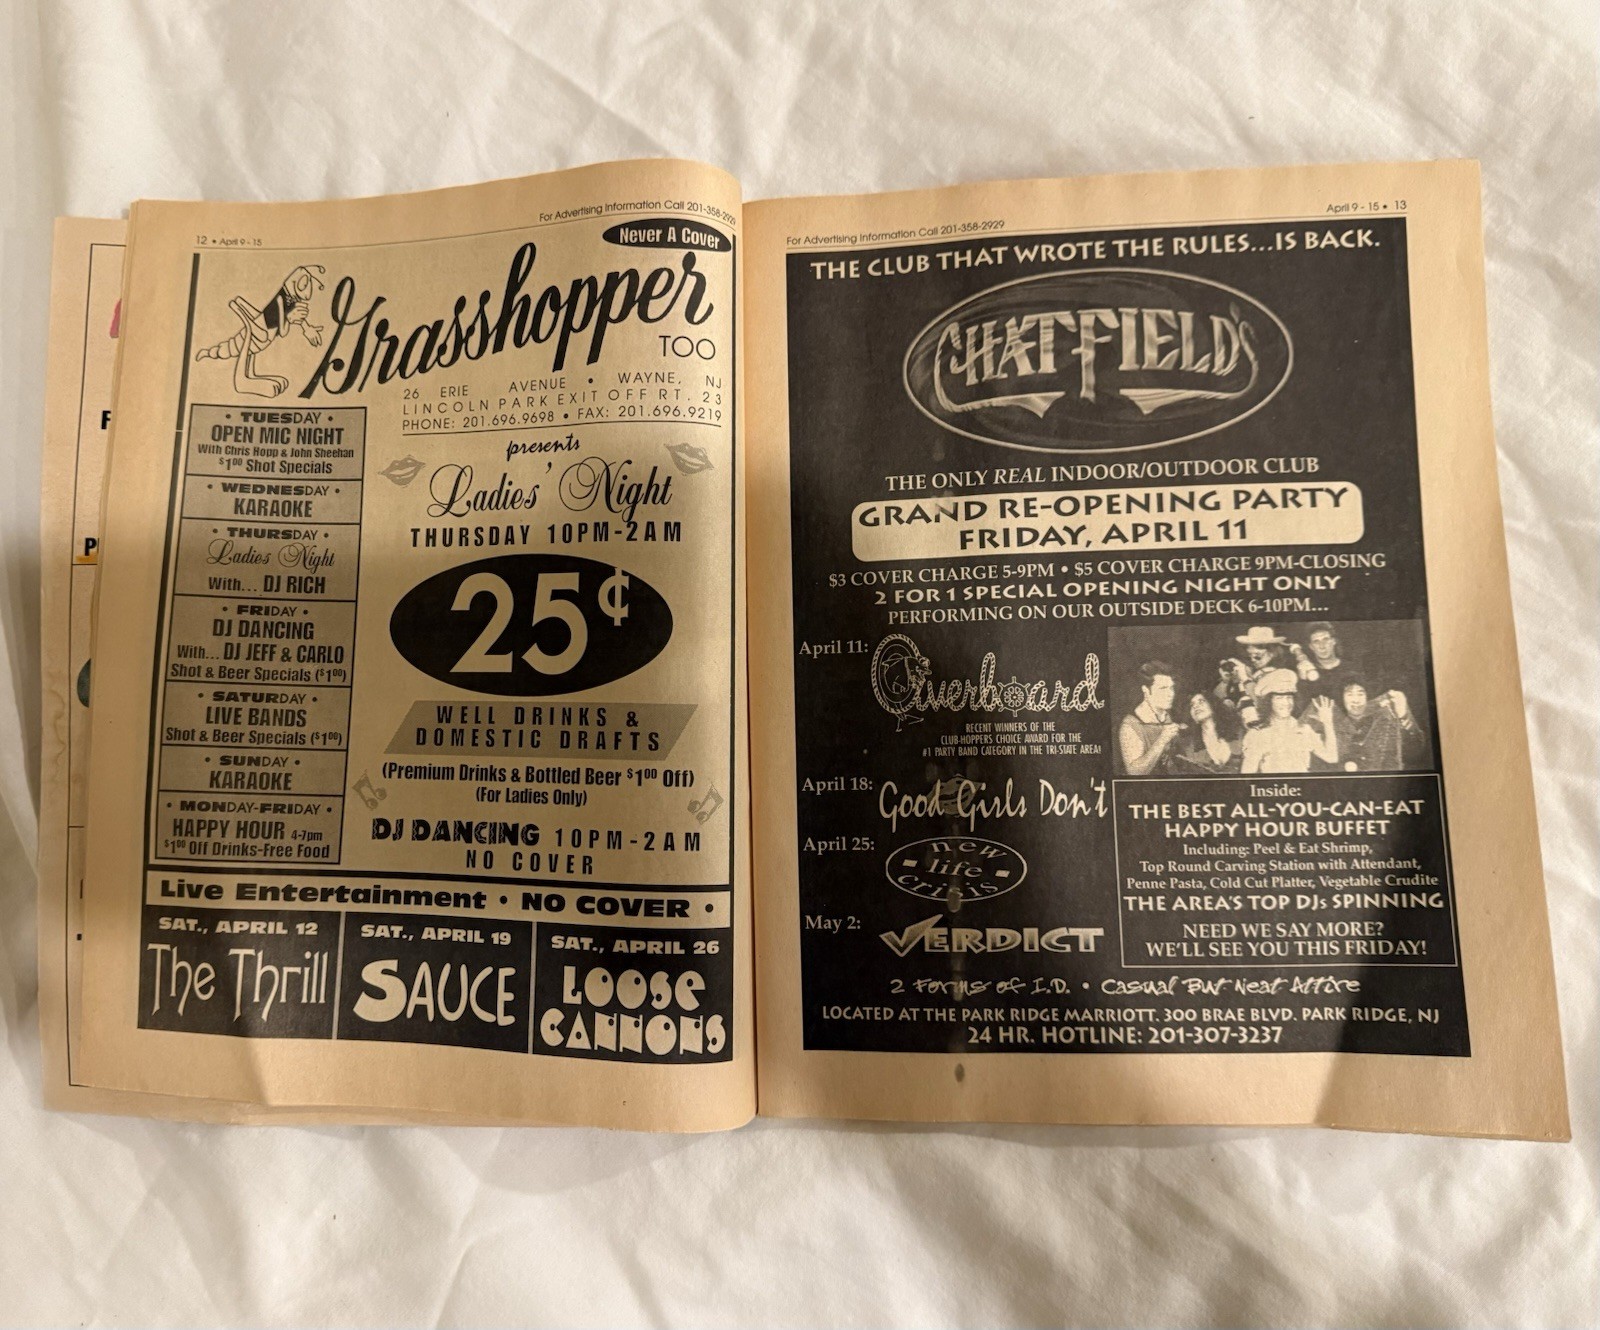 For Advertising Information Call 201-358-2929
12 • April 9 - 15
Never A Cover
Grasshopper
TOO
26 ERIE AVENUE • WAYNE, NJ
LINCOLN PARK EXIT OFF RT. 23
PHONE: 201.696.9698 • FAX: 201.696.9219
• TUESDAY •
OPEN MIC NIGHT
With Chris Hopp & John Sheehan
$1.00 Shot Specials
• WEDNESDAY •
KARAOKE
• THURSDAY •
Ladies Night
With... DJ RICH
• FRIDAY •
DJ DANCING
With... DJ JEFF & CARLO
Shot & Beer Specials ($1.00)
• SATURDAY •
LIVE BANDS
Shot & Beer Specials ($1.00)
• SUNDAY •
KARAOKE
• MONDAY-FRIDAY •
HAPPY HOUR 4-7pm
$1.00 Off Drinks-Free Food
presents
Ladies' Night
THURSDAY 10PM-2AM
25¢
WELL DRINKS &
DOMESTIC DRAFTS
(Premium Drinks & Bottled Beer $1.00 Off)
(For Ladies Only)
DJ DANCING 10PM-2AM
NO COVER
Live Entertainment • NO COVER •
SAT., APRIL 12
The Thrill
SAT., APRIL 19
SAUCE
SAT., APRIL 26
LOOSE
CANNONS
For Advertising Information Call 201-358-2929
April 9 - 15 • 13
THE CLUB THAT WROTE THE RULES...IS BACK.
CHATFIELD'S
THE ONLY REAL INDOOR/OUTDOOR CLUB
GRAND RE-OPENING PARTY
FRIDAY, APRIL 11
$3 COVER CHARGE 5-9PM • $5 COVER CHARGE 9PM-CLOSING
2 FOR 1 SPECIAL OPENING NIGHT ONLY
PERFORMING ON OUR OUTSIDE DECK 6-10PM...
April 11:
Overboard
RECENT WINNERS OF THE
CLUB-HOPPERS CHOICE AWARD FOR THE
#1 PARTY BAND CATEGORY IN THE TRI-STATE AREA!
April 18:
Good Girls Don't
April 25:
new
life
crisis
May 2:
VERDICT
Inside:
THE BEST ALL-YOU-CAN-EAT
HAPPY HOUR BUFFET
Including: Peel & Eat Shrimp,
Top Round Carving Station with Attendant,
Penne Pasta, Cold Cut Platter, Vegetable Crudite
THE AREA'S TOP DJs SPINNING
NEED WE SAY MORE?
WE'LL SEE YOU THIS FRIDAY!
2 Forms of I.D. • Casual But Neat Attire
LOCATED AT THE PARK RIDGE MARRIOTT. 300 BRAE BLVD. PARK RIDGE, NJ
24 HR. HOTLINE: 201-307-3237